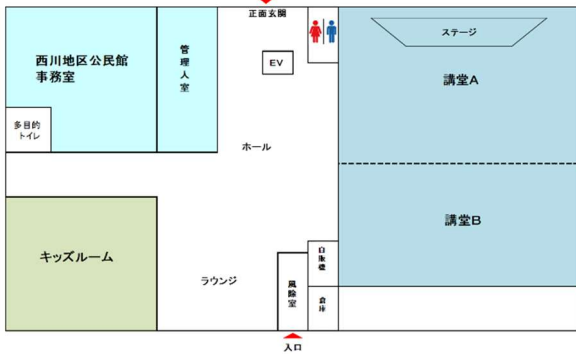 正面玄関
西川地区公民館
事務室
管理人室
EV
ステージ
講堂A
多目的
トイレ
ホール
講堂B
キッズルーム
ラウンジ
風除室
自販機
倉庫
入口